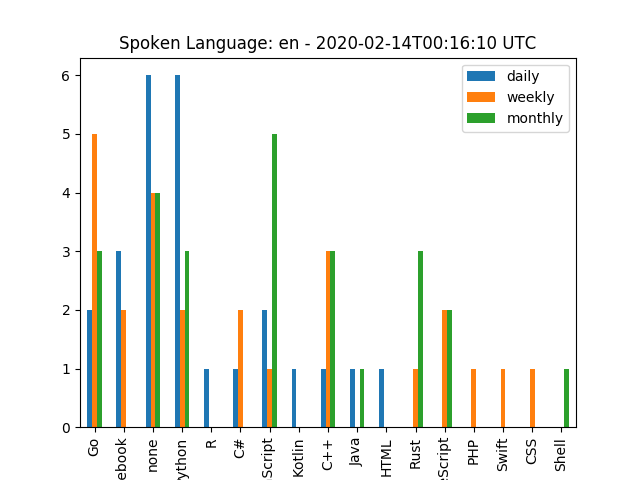 Spoken Language: en - 2020-02-14T00:16:10 UTC
daily
weekly
monthly
6
5
4
3
2
1
0
Go
ebook
none
ython
R
C#
Script
Kotlin
C++
Java
HTML
Rust
eScript
PHP
Swift
CSS
Shell